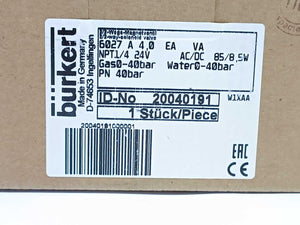 bürkert
Made in Germany
D-74653 Ingelfingen
2/2-Wege-Magnetventil
2/2-way-solenoid valve
6027 A 4,0 EA VA
NPT1/4 24V AC/DC 85/8,5W
Gas0-40bar Water0-40bar
PN 40bar
ID-No 20040191
W1XAA
1 Stück/Piece
20040191000001
EAC
CE